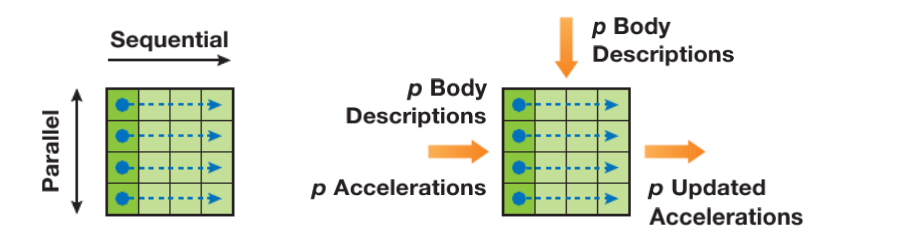 Sequential
Parallel
p Body
Descriptions
p Body
Descriptions
p Accelerations
p Updated
Accelerations